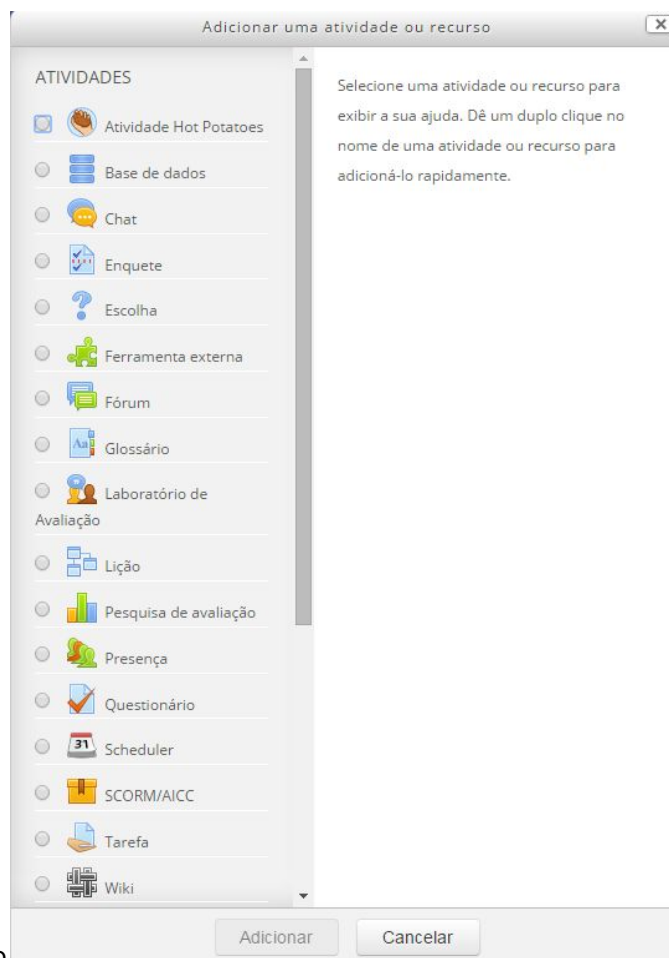 Adicionar uma atividade ou recurso
ATIVIDADES
Atividade Hot Potatoes
Base de dados
Chat
Enquete
Escolha
Ferramenta externa
Fórum
Glossário
Laboratório de
Avaliação
Lição
Pesquisa de avaliação
Presença
Questionário
31
Scheduler
SCORM/AICC
Tarefa
Wiki
Selecione uma atividade ou recurso para
exibir a sua ajuda. Dê um duplo clique no
nome de uma atividade ou recurso para
adicioná-lo rapidamente.
Adicionar
Cancelar